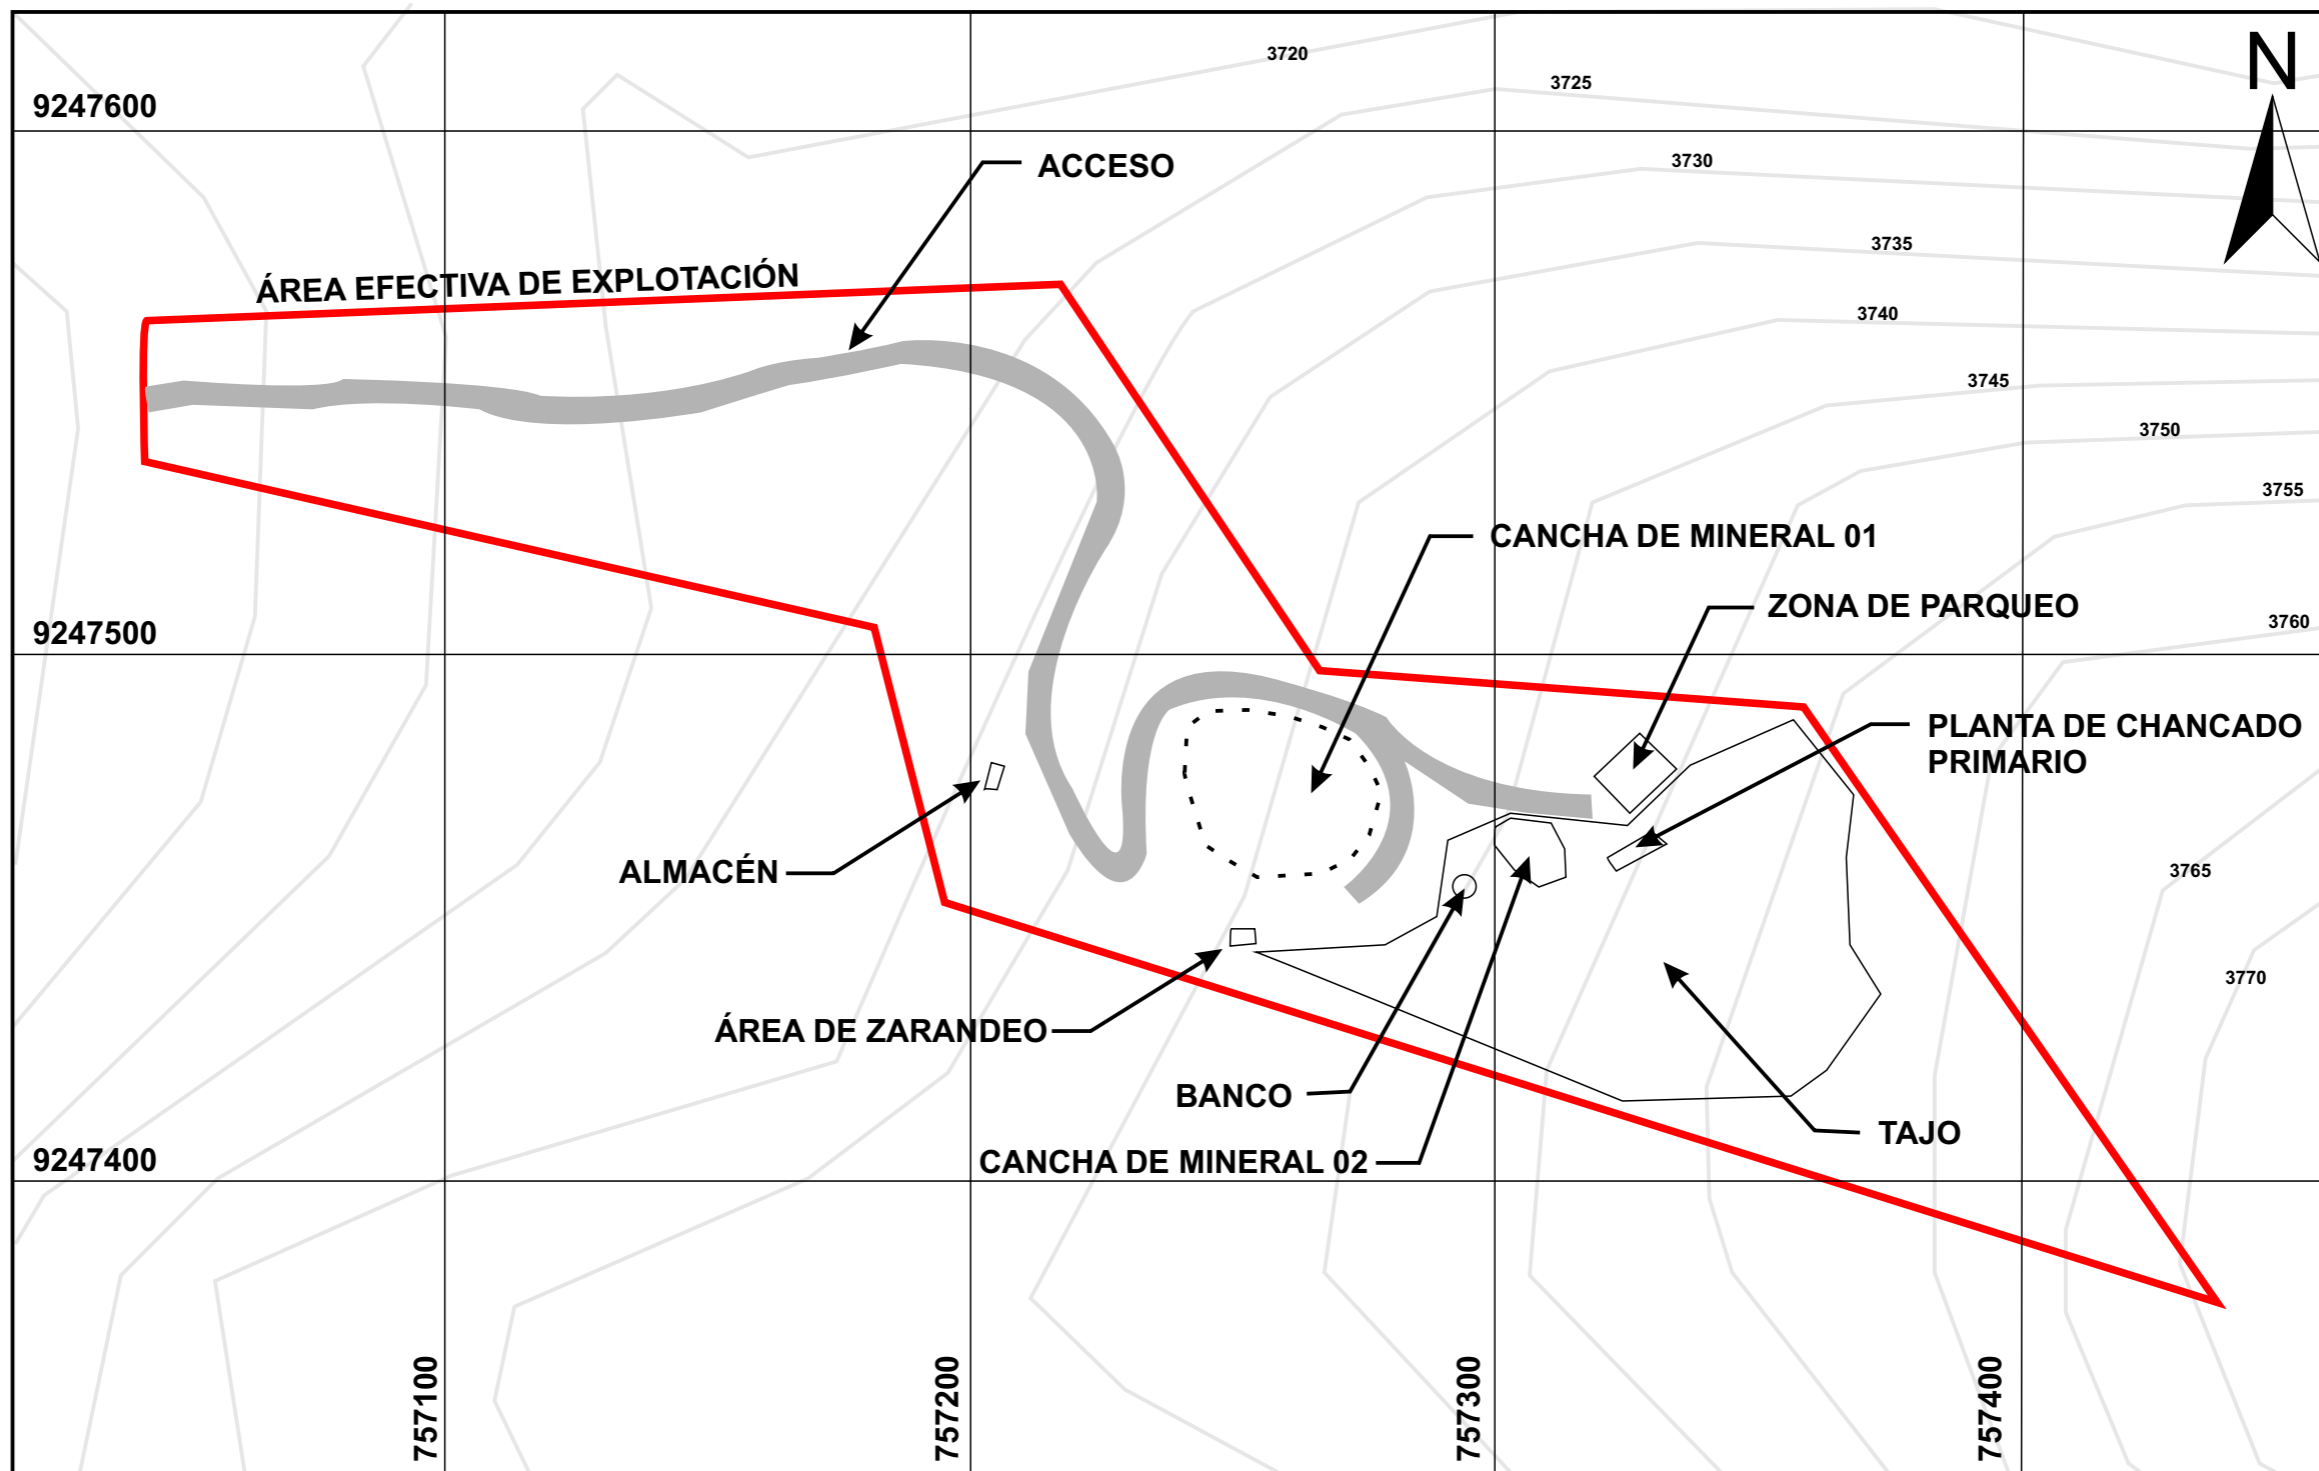 N
3720
3725
9247600
3730
ACCESO
3735
ÁREA EFECTIVA DE EXPLOTACIÓN
3740
3745
3750
3755
CANCHA DE MINERAL 01
ZONA DE PARQUEO
9247500
3760
PLANTA DE CHANCADO
PRIMARIO
ALMACÉN
3765
3770
ÁREA DE ZARANDEO
BANCO
TAJO
9247400
CANCHA DE MINERAL 02
757100
757200
757300
757400